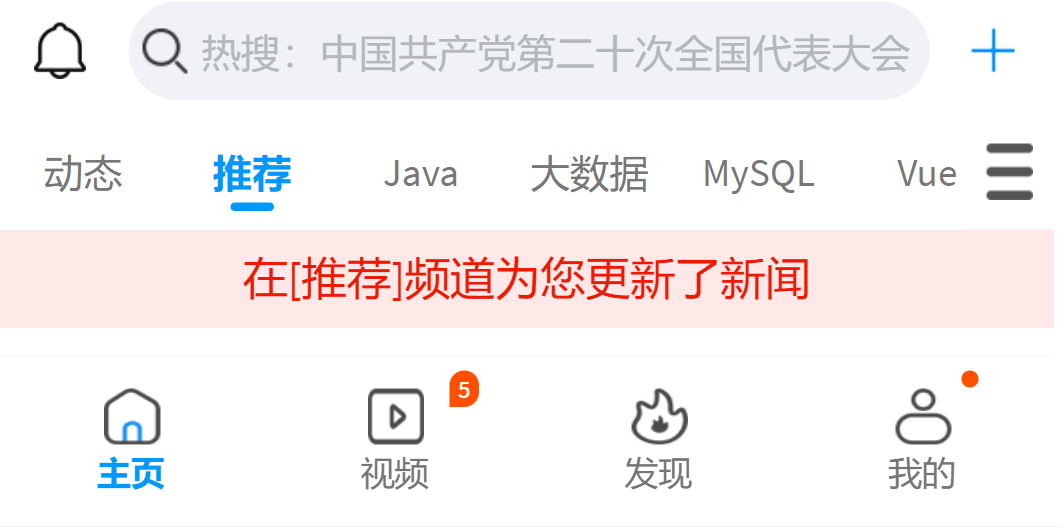 热搜：中国共产党第二十次全国代表大会
动态 推荐 Java 大数据 MySQL Vue
在[推荐]频道为您更新了新闻
5
主页 视频 发现 我的